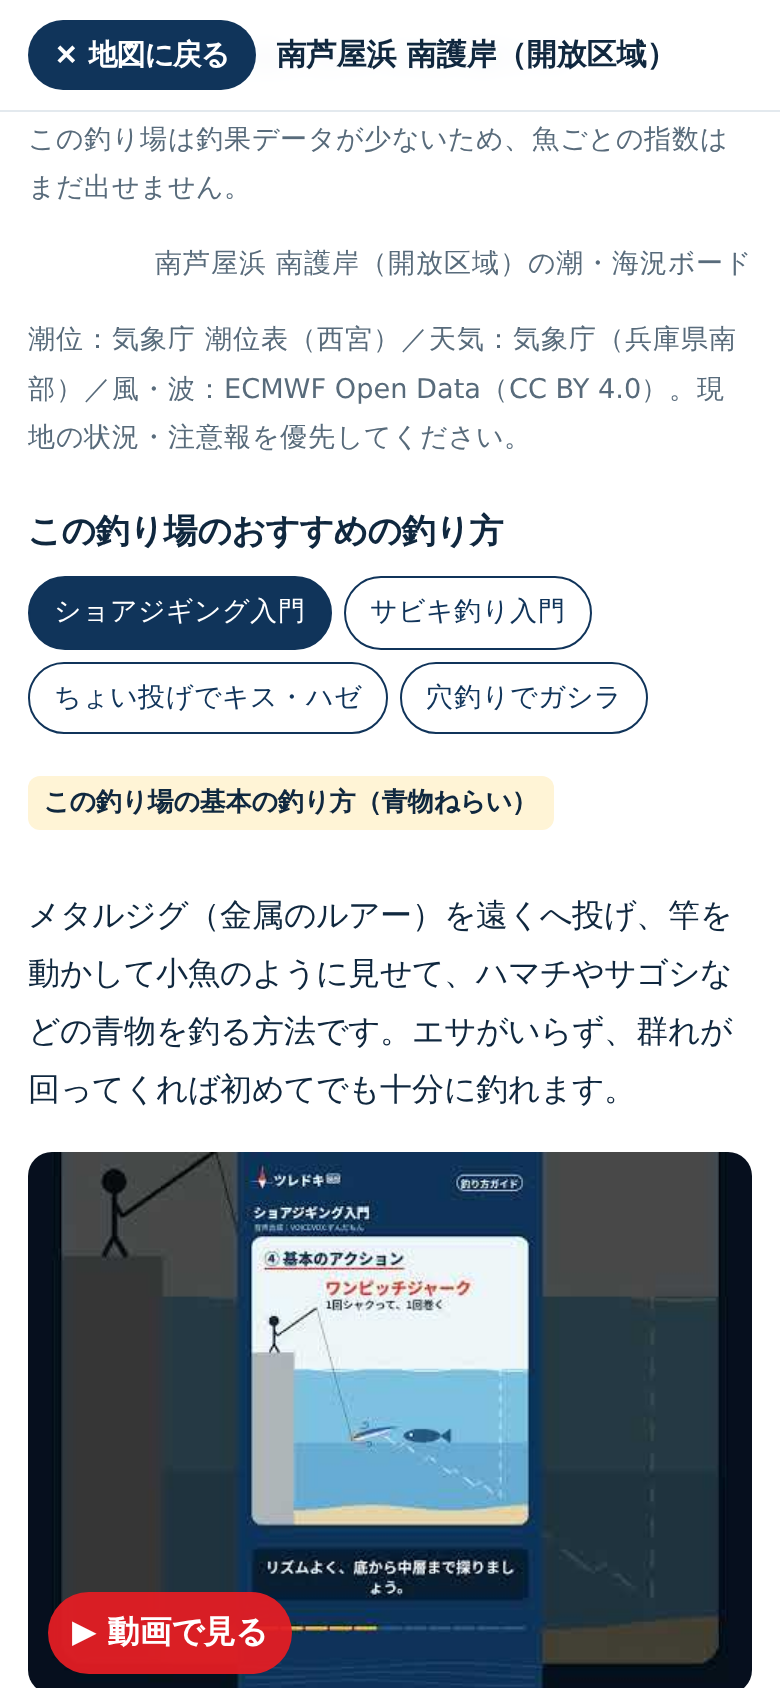 ✕ 地図に戻る 南芦屋浜 南護岸（開放区域）
この釣り場は釣果データが少ないため、魚ごとの指数は
まだ出せません。
南芦屋浜 南護岸（開放区域）の潮・海況ボード
潮位：気象庁 潮位表（西宮）／天気：気象庁（兵庫県南
部）／風・波：ECMWF Open Data（CC BY 4.0）。現
地の状況・注意報を優先してください。
この釣り場のおすすめの釣り方
ショアジギング入門 サビキ釣り入門
ちょい投げでキス・ハゼ 穴釣りでガシラ
この釣り場の基本の釣り方（青物ねらい）
メタルジグ（金属のルアー）を遠くへ投げ、竿を
動かして小魚のように見せて、ハマチやサゴシな
どの青物を釣る方法です。エサがいらず、群れが
回ってくれば初めてでも十分に釣れます。
ツレドキ 釣り方ガイド
ショアジギング入門
音声合成：VOICEVOX:ずんだもん
④ 基本のアクション
ワンピッチジャーク
1回シャクって、1回巻く
リズムよく、底から中層まで探りまし
ょう。
▶ 動画で見る